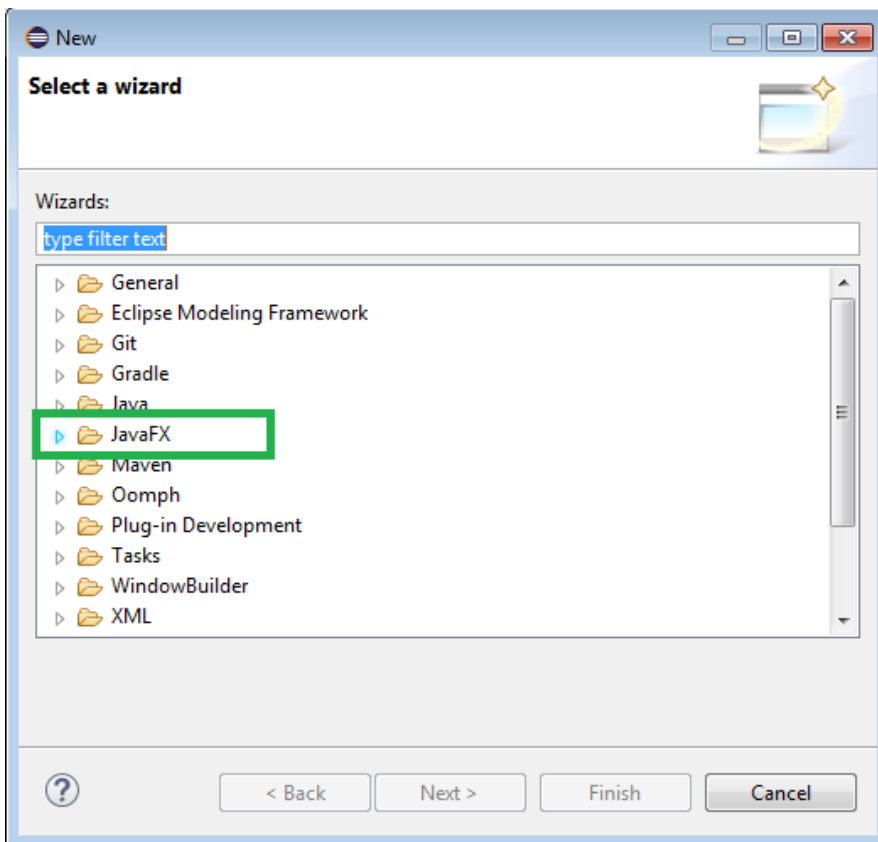 New
Select a wizard
Wizards:
type filter text
General
Eclipse Modeling Framework
Git
Gradle
Java
JavaFX
Maven
Oomph
Plug-in Development
Tasks
WindowBuilder
XML
?
< Back
Next >
Finish
Cancel